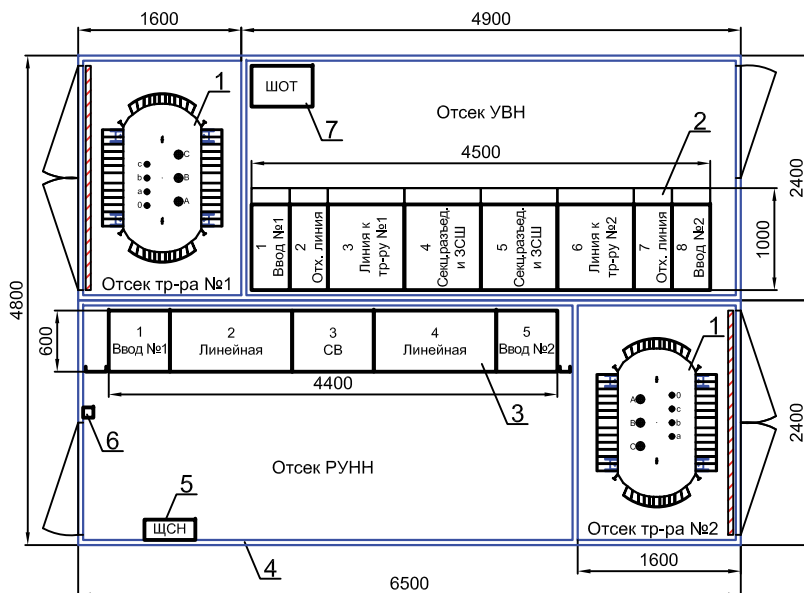 1600
4900
ШОТ
7
Отсек УВН
1
2
4500
c
b
a
0
C
B
A
1
Ввод №1
2
Отх. линия
3
Линия к
тр-ру №1
4
Секц.разъед.
и ЗСШ
5
Секц.разъед.
и ЗСШ
6
Линия к
тр-ру №2
7
Отх. линия
8
Ввод №2
1000
2400
4800
Отсек тр-ра №1
600
1
Ввод №1
2
Линейная
3
СВ
4
Линейная
5
Ввод №2
4400
3
1
A
B
C
0
c
b
a
2400
6
Отсек РУНН
5
ЩСН
4
Отсек тр-ра №2
1600
6500